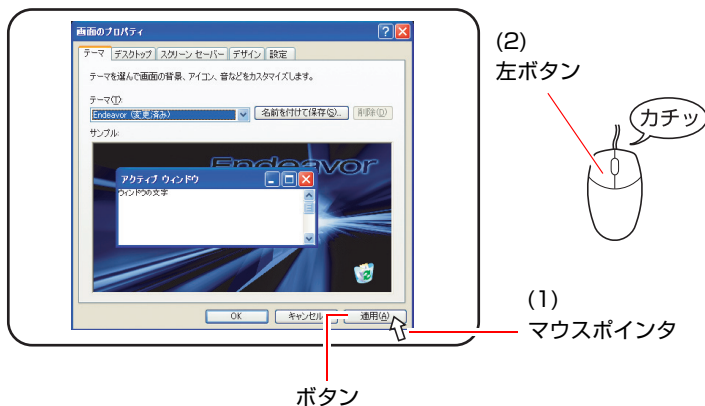 画面のプロパティ
テーマ デスクトップ スクリーン セーバー デザイン 設定
テーマを選んで画面の背景、アイコン、音などをカスタマイズします。
テーマ(T):
Endeavor (変更済み) 名前を付けて保存(S)... 削除(D)
サンプル:
Endeavor
アクティブ ウィンドウ
ウィンドウの文字
OK キャンセル 適用(A)
(2)
左ボタン
カチッ
(1)
マウスポインタ
ボタン